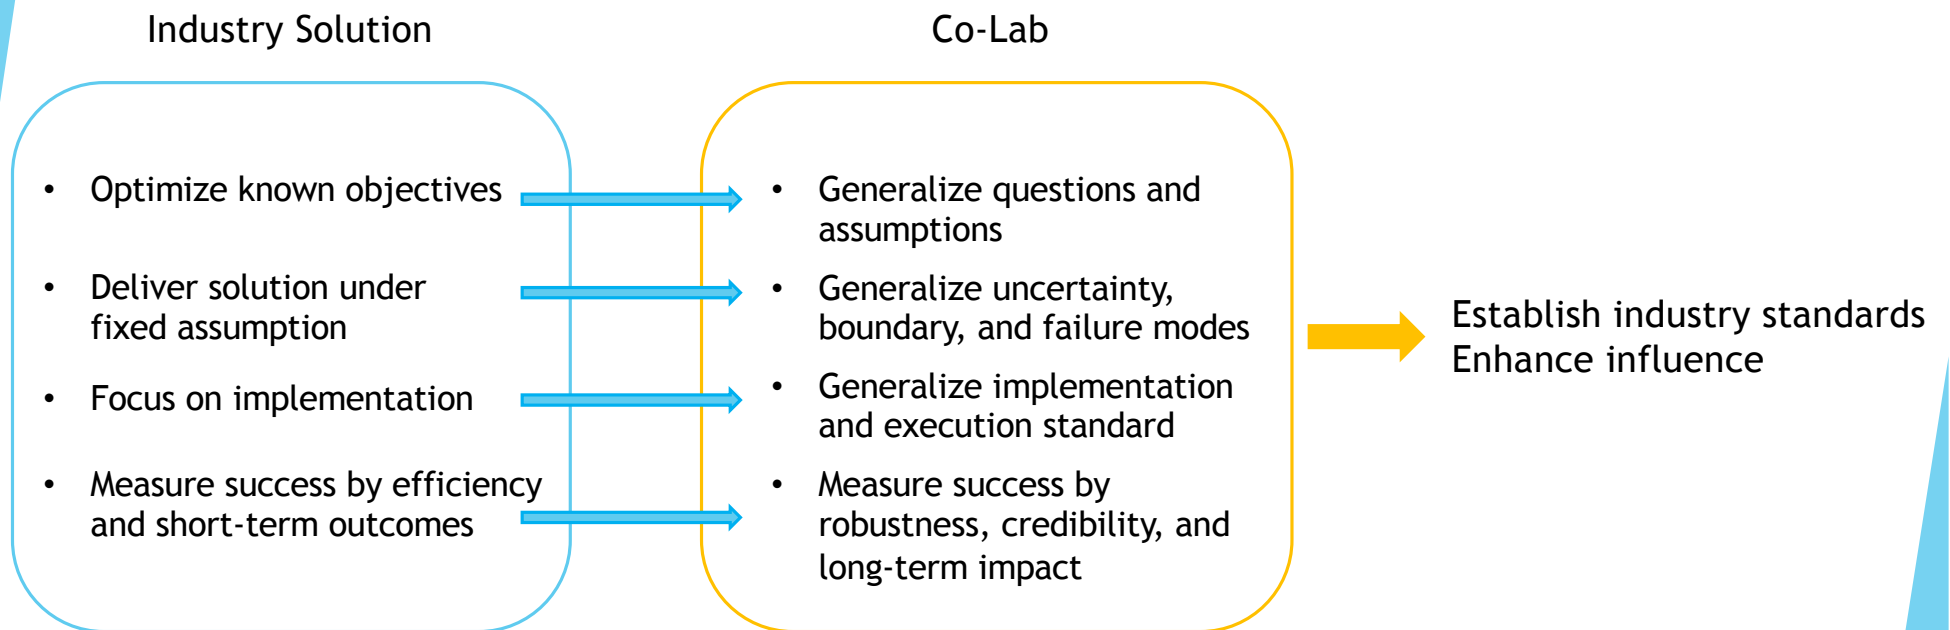 Industry Solution
Co-Lab
• Optimize known objectives
• Deliver solution under
fixed assumption
• Focus on implementation
• Measure success by efficiency
and short-term outcomes
• Generalize questions and
assumptions
• Generalize uncertainty,
boundary, and failure modes
• Generalize implementation
and execution standard
• Measure success by
robustness, credibility, and
long-term impact
Establish industry standards
Enhance influence